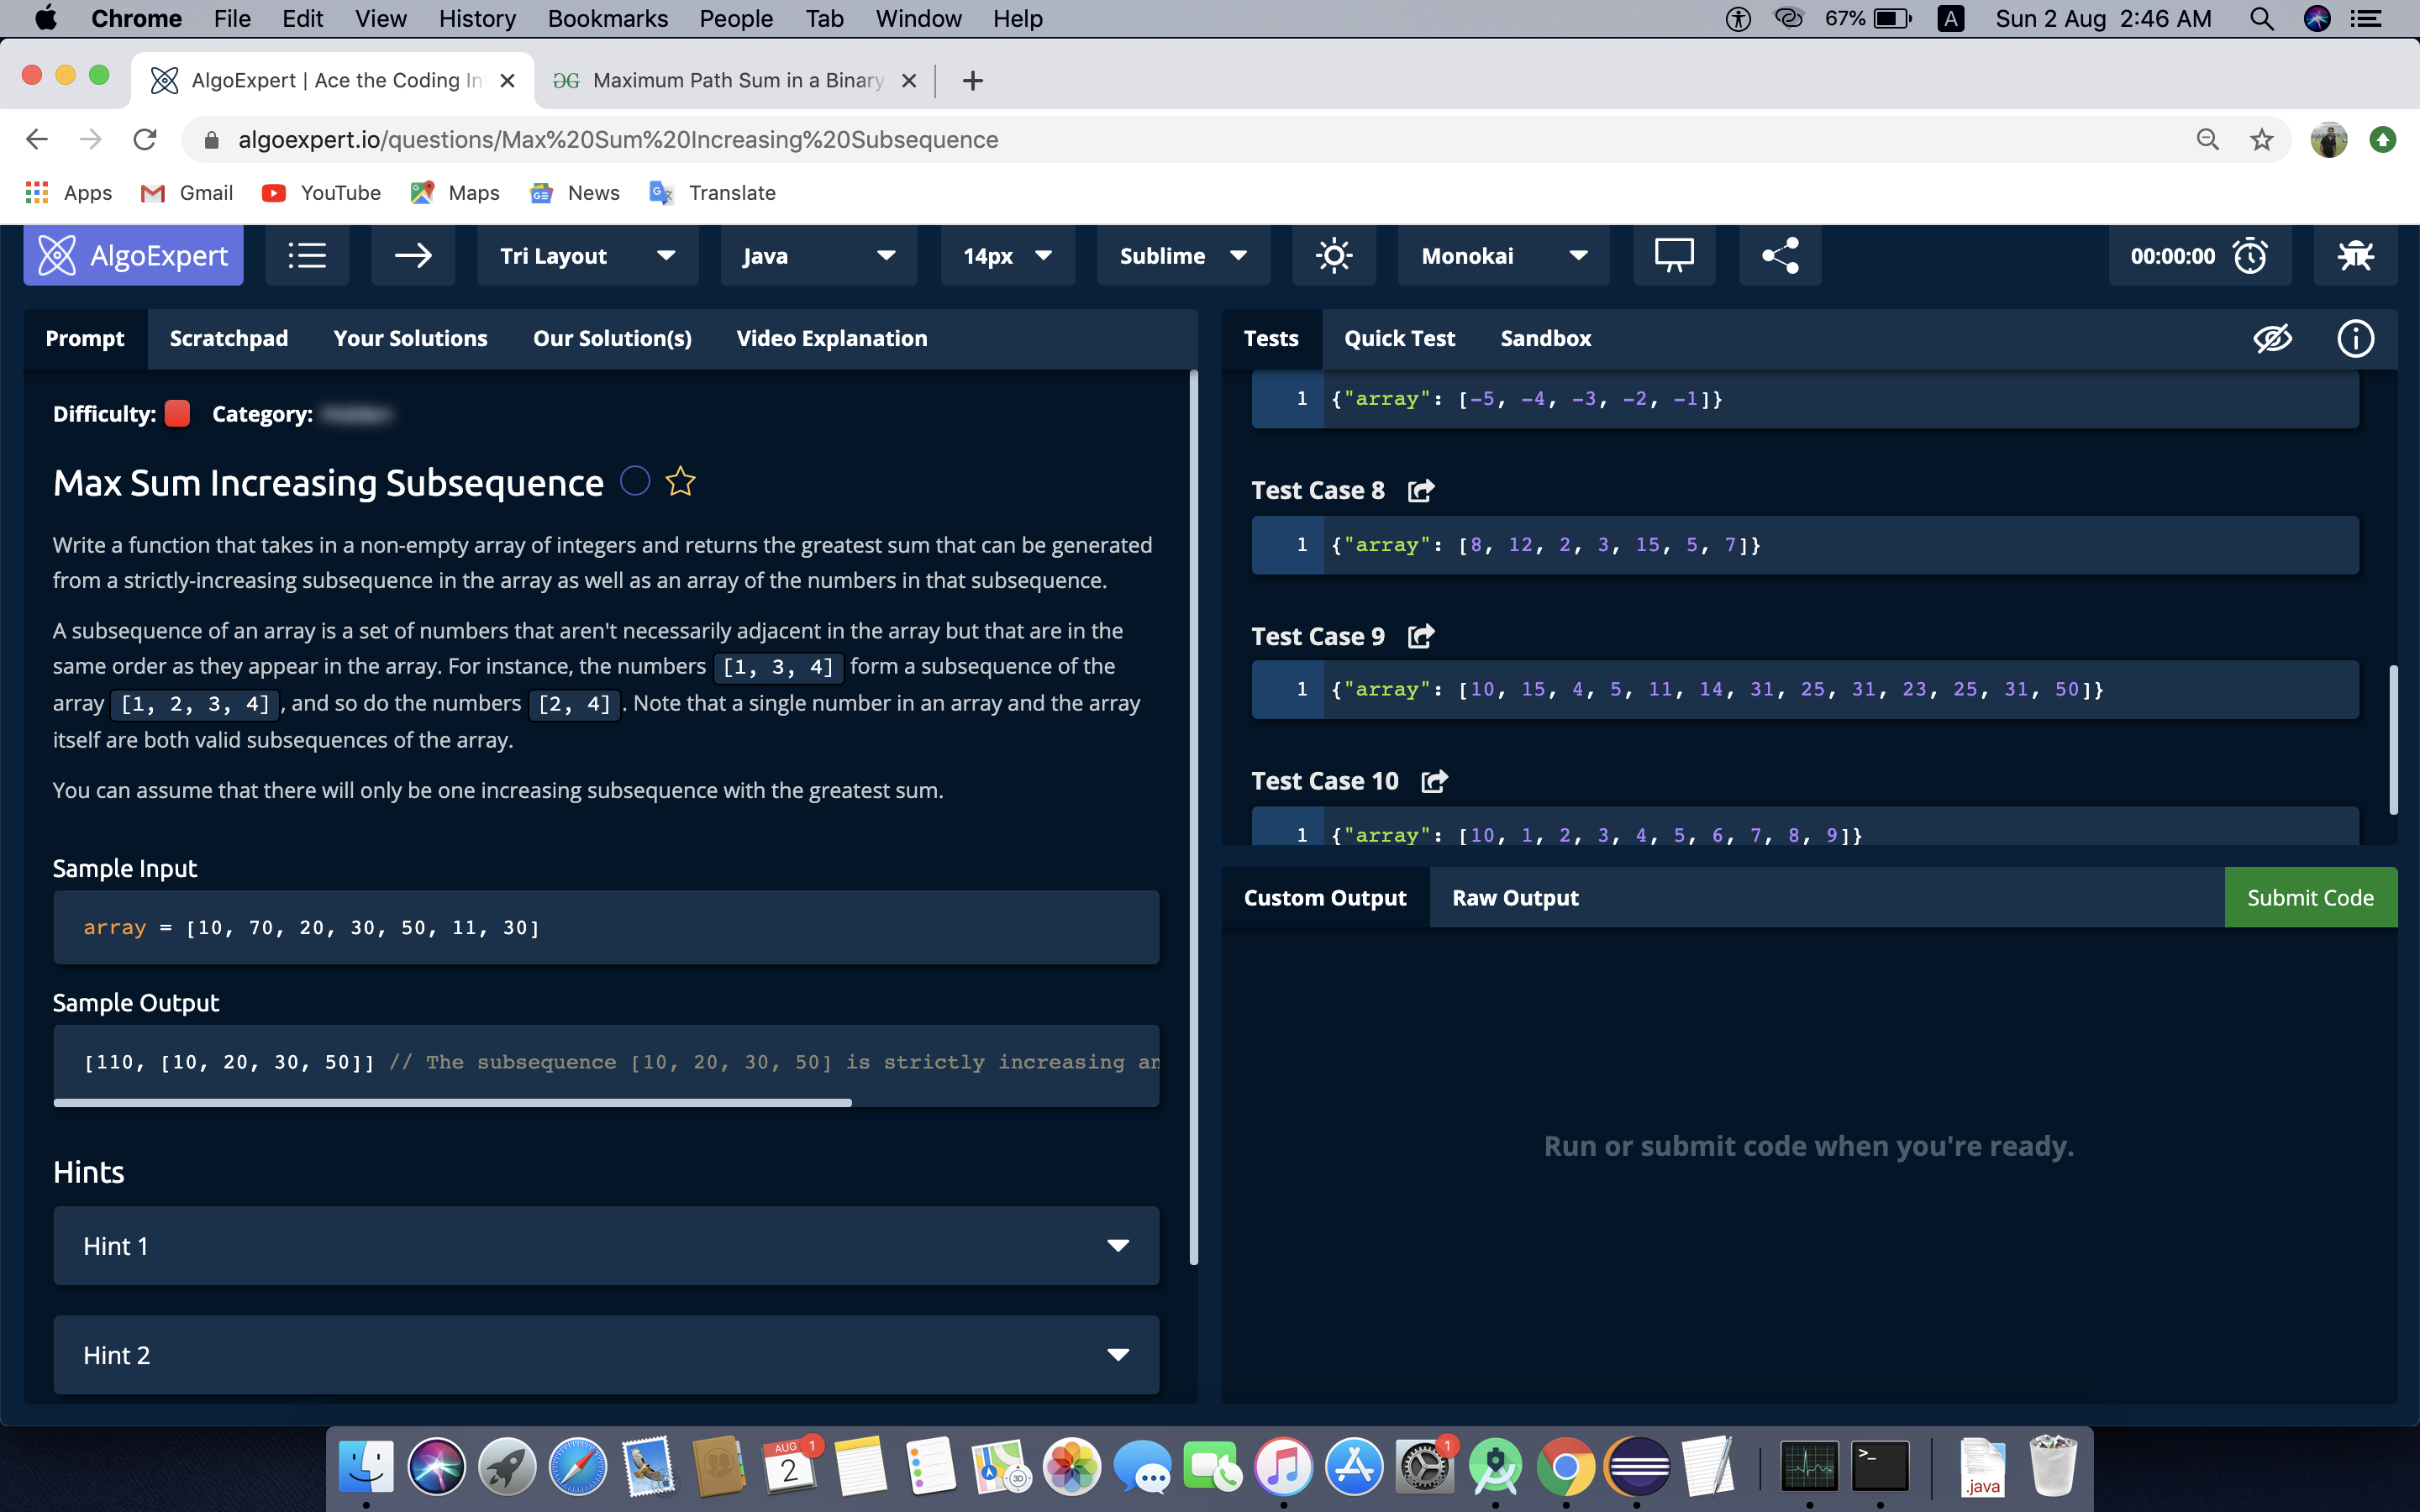 Chrome File Edit View History Bookmarks People Tab Window Help 67% A Sun 2 Aug 2:46 AM
AlgoExpert | Ace the Coding In GG Maximum Path Sum in a Binary
algoexpert.io/questions/Max%20Sum%20Increasing%20Subsequence
Apps Gmail YouTube Maps News Translate
AlgoExpert Tri Layout Java 14px Sublime Monokai 00:00:00
Prompt Scratchpad Your Solutions Our Solution(s) Video Explanation
Difficulty: Category:
Max Sum Increasing Subsequence
Write a function that takes in a non-empty array of integers and returns the greatest sum that can be generated
from a strictly-increasing subsequence in the array as well as an array of the numbers in that subsequence.
A subsequence of an array is a set of numbers that aren't necessarily adjacent in the array but that are in the
same order as they appear in the array. For instance, the numbers [1, 3, 4] form a subsequence of the
array [1, 2, 3, 4] , and so do the numbers [2, 4] . Note that a single number in an array and the array
itself are both valid subsequences of the array.
You can assume that there will only be one increasing subsequence with the greatest sum.
Sample Input
array = [10, 70, 20, 30, 50, 11, 30]
Sample Output
[110, [10, 20, 30, 50]] // The subsequence [10, 20, 30, 50] is strictly increasing an
Hints
Hint 1
Hint 2
Tests Quick Test Sandbox
1 {"array": [-5, -4, -3, -2, -1]}
Test Case 8
1 {"array": [8, 12, 2, 3, 15, 5, 7]}
Test Case 9
1 {"array": [10, 15, 4, 5, 11, 14, 31, 25, 31, 23, 25, 31, 50]}
Test Case 10
1 {"array": [10, 1, 2, 3, 4, 5, 6, 7, 8, 9]}
Custom Output Raw Output Submit Code
Run or submit code when you're ready.
AUG 1
2
3D
1
>_
.java